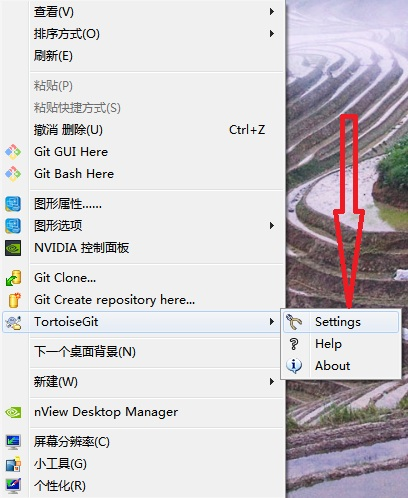 查看(V)
排序方式(O)
刷新(E)
粘贴(P)
粘贴快捷方式(S)
撤消 删除(U) Ctrl+Z
Git GUI Here
Git Bash Here
图形属性......
图形选项
NVIDIA 控制面板
Git Clone...
Git Create repository here...
TortoiseGit
Settings
Help
About
下一个桌面背景(N)
新建(W)
nView Desktop Manager
屏幕分辨率(C)
小工具(G)
个性化(R)